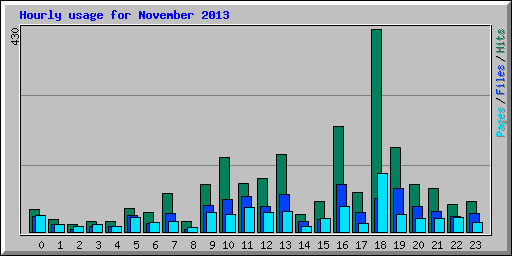 Hourly usage for November 2013
430
Pages/Files/Hits
0 1 2 3 4 5 6 7 8 9 10 11 12 13 14 15 16 17 18 19 20 21 22 23